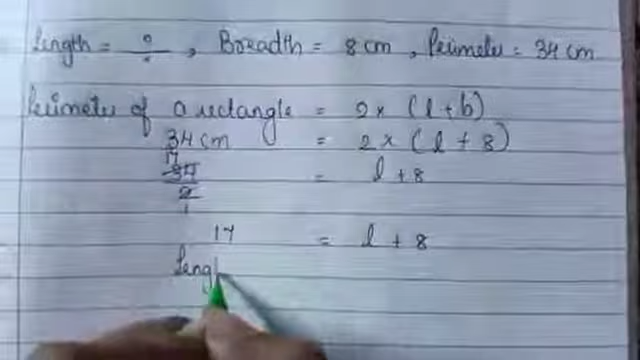 Length = ? , Breadth = 8 cm , Perimeter = 34 cm
Perimeter of a rectangle = 2 × (l + b)
34 cm = 2 × (l + 8)
17
34/2 = l + 8
1
17 = l + 8
Leng